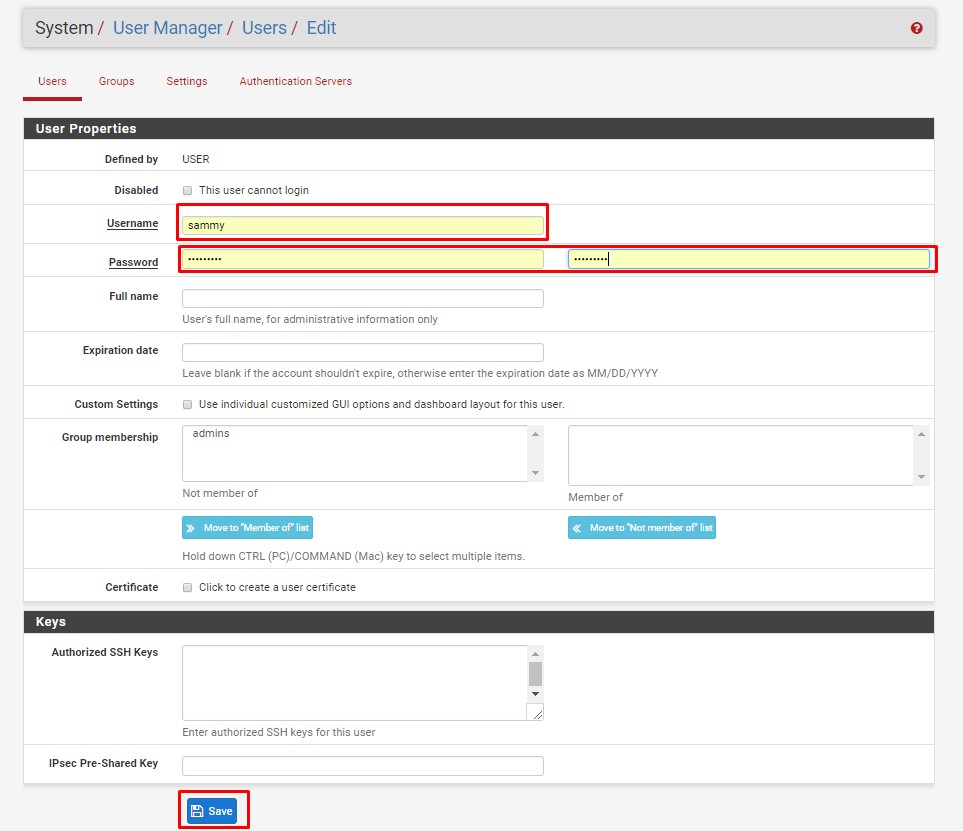 System / User Manager / Users / Edit
Users Groups Settings Authentication Servers
User Properties
Defined by USER
Disabled This user cannot login
Username sammy
Password ••••••••• •••••••••
Full name
User's full name, for administrative information only
Expiration date
Leave blank if the account shouldn't expire, otherwise enter the expiration date as MM/DD/YYYY
Custom Settings Use individual customized GUI options and dashboard layout for this user.
Group membership admins
Not member of Member of
Move to "Member of" list Move to "Not member of" list
Hold down CTRL (PC)/COMMAND (Mac) key to select multiple items.
Certificate Click to create a user certificate
Keys
Authorized SSH Keys
Enter authorized SSH keys for this user
IPsec Pre-Shared Key
Save